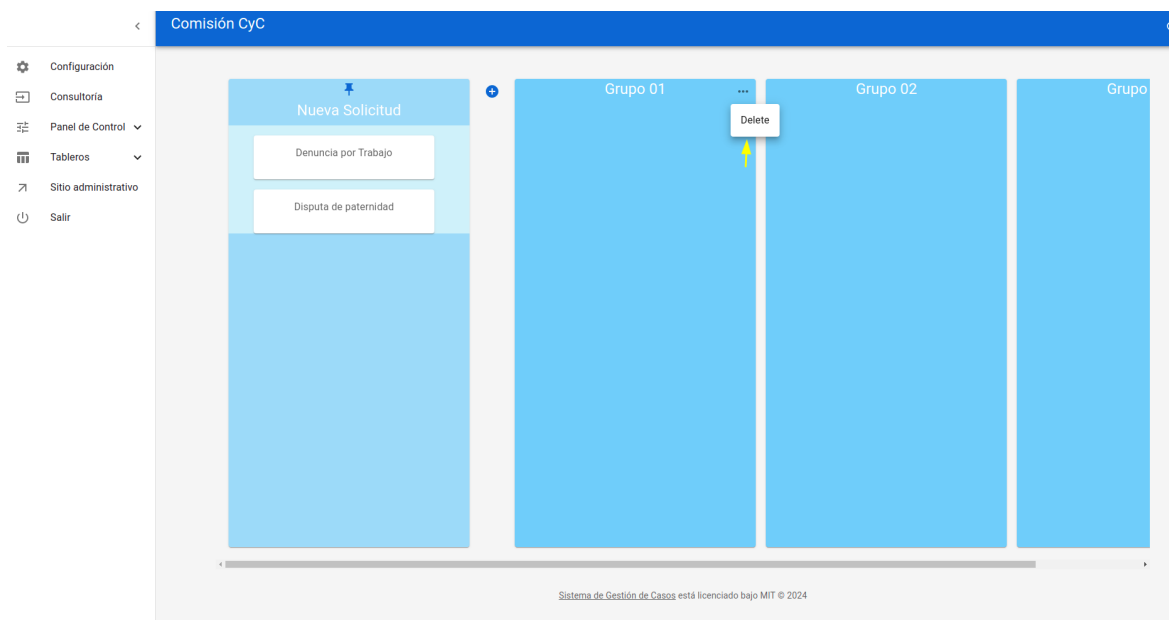 Comisión CyC
Configuración
Consultoría
Panel de Control
Tableros
Sitio administrativo
Salir
Nueva Solicitud
Denuncia por Trabajo
Disputa de paternidad
Grupo 01
Delete
Grupo 02
Grupo
Sistema de Gestión de Casos está licenciado bajo MIT © 2024